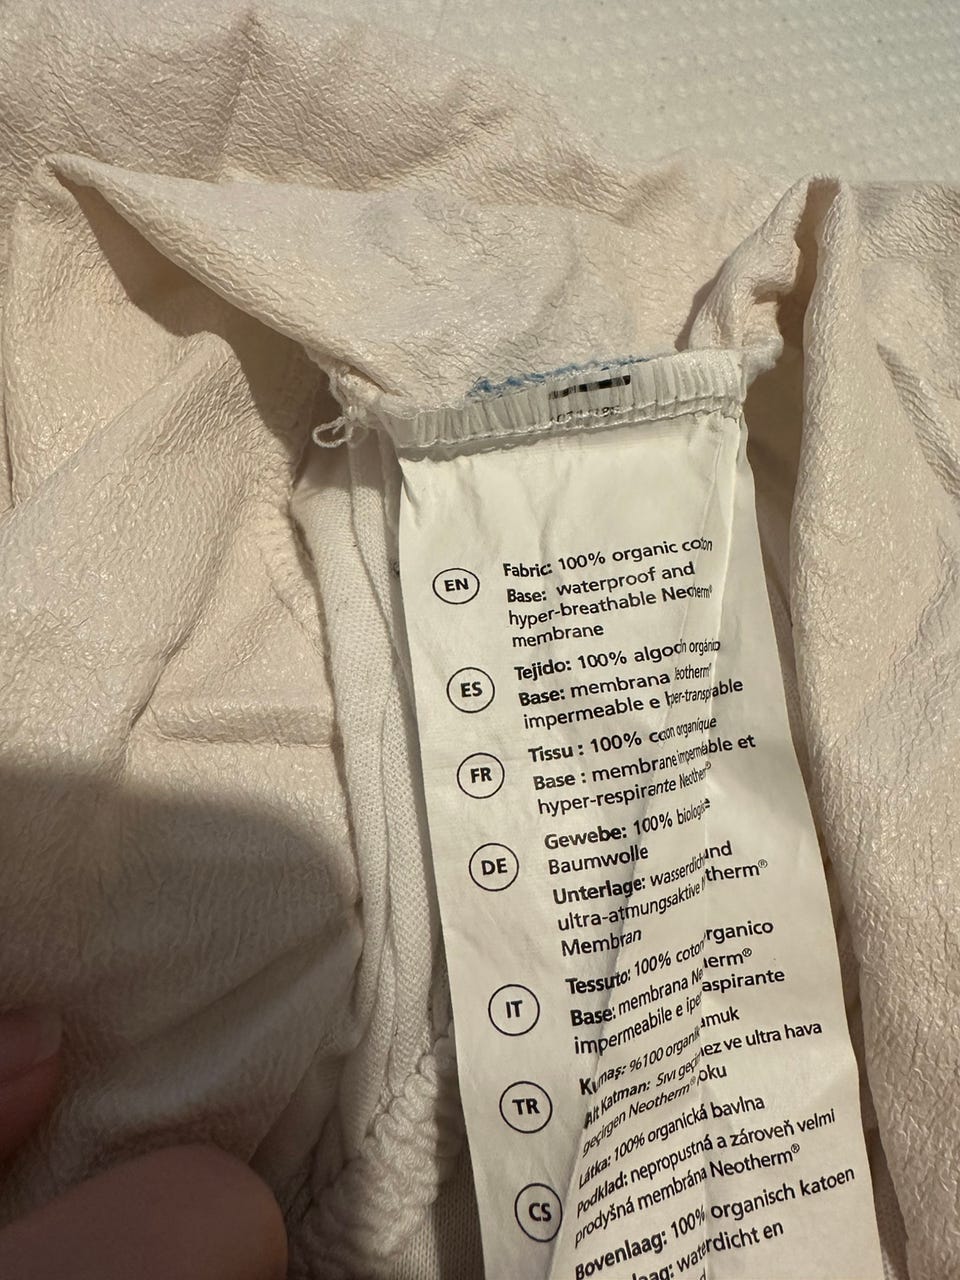 EN
Fabric: 100% organic cotton
Base: waterproof and
hyper-breathable Neotherm®
membrane
ES
Tejido: 100% algodón orgánico
Base: membrana Neotherm®
impermeable e hiper-transpirable
FR
Tissu : 100% coton organique
Base : membrane imperméable et
hyper-respirante Neotherm®
DE
Gewebe: 100% biologische
Baumwolle
Unterlage: wasserdicht und
ultra-atmungsaktive Neotherm®
Membran
IT
Tessuto: 100% cotone organico
Base: membrana Neotherm®
impermeabile e ipertraspirante
TR
Kumaş: %100 organik pamuk
Alt Katman: Sıvı geçirmez ve ultra hava
geçirgen Neotherm® doku
CS
Látka: 100% organická bavlna
Podklad: nepropustná a zároveň velmi
prodyšná membrána Neotherm®
Bovenlaag: 100% organisch katoen
waterdicht en